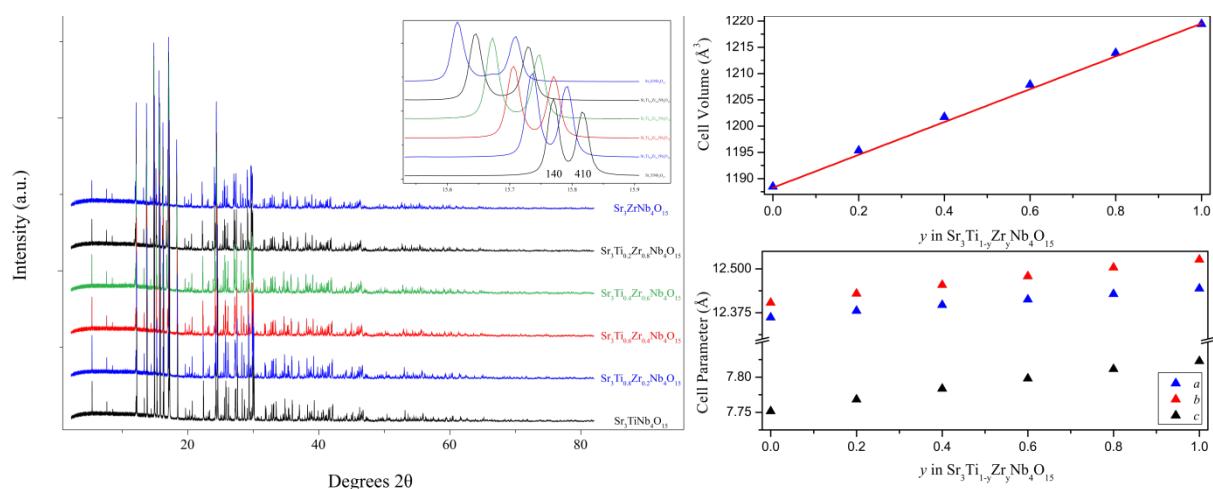 Intensity (a.u.)
140 410
15.6 15.7 15.8 15.9
Sr₃ZrNb₄O₁₅
Sr₃Ti₀.₂Zr₀.₈Nb₄O₁₅
Sr₃Ti₀.₄Zr₀.₆Nb₄O₁₅
Sr₃Ti₀.₆Zr₀.₄Nb₄O₁₅
Sr₃Ti₀.₈Zr₀.₂Nb₄O₁₅
Sr₃TiNb₄O₁₅
10 20 30 40 50 60 70 80
Degrees 2θ
Cell Volume (Å³)
1220
1215
1210
1205
1200
1195
1190
0.0 0.2 0.4 0.6 0.8 1.0
y in Sr₃Ti₁₋yZryNb₄O₁₅
Cell Parameter (Å)
12.500
12.375
7.80
7.75
a
b
c
0.0 0.2 0.4 0.6 0.8 1.0
y in Sr₃Ti₁₋yZryNb₄O₁₅